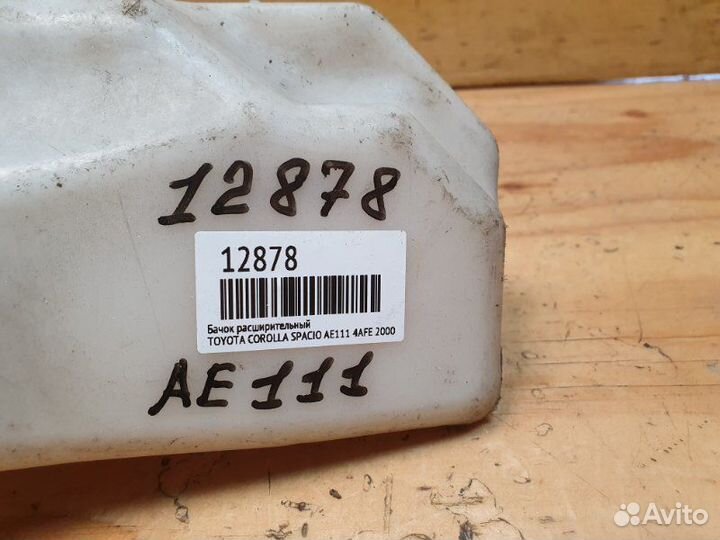 12878
12878
Бачок расширительный
TOYOTA COROLLA SPACIO AE111 4AFE 2000
AE111
Avito